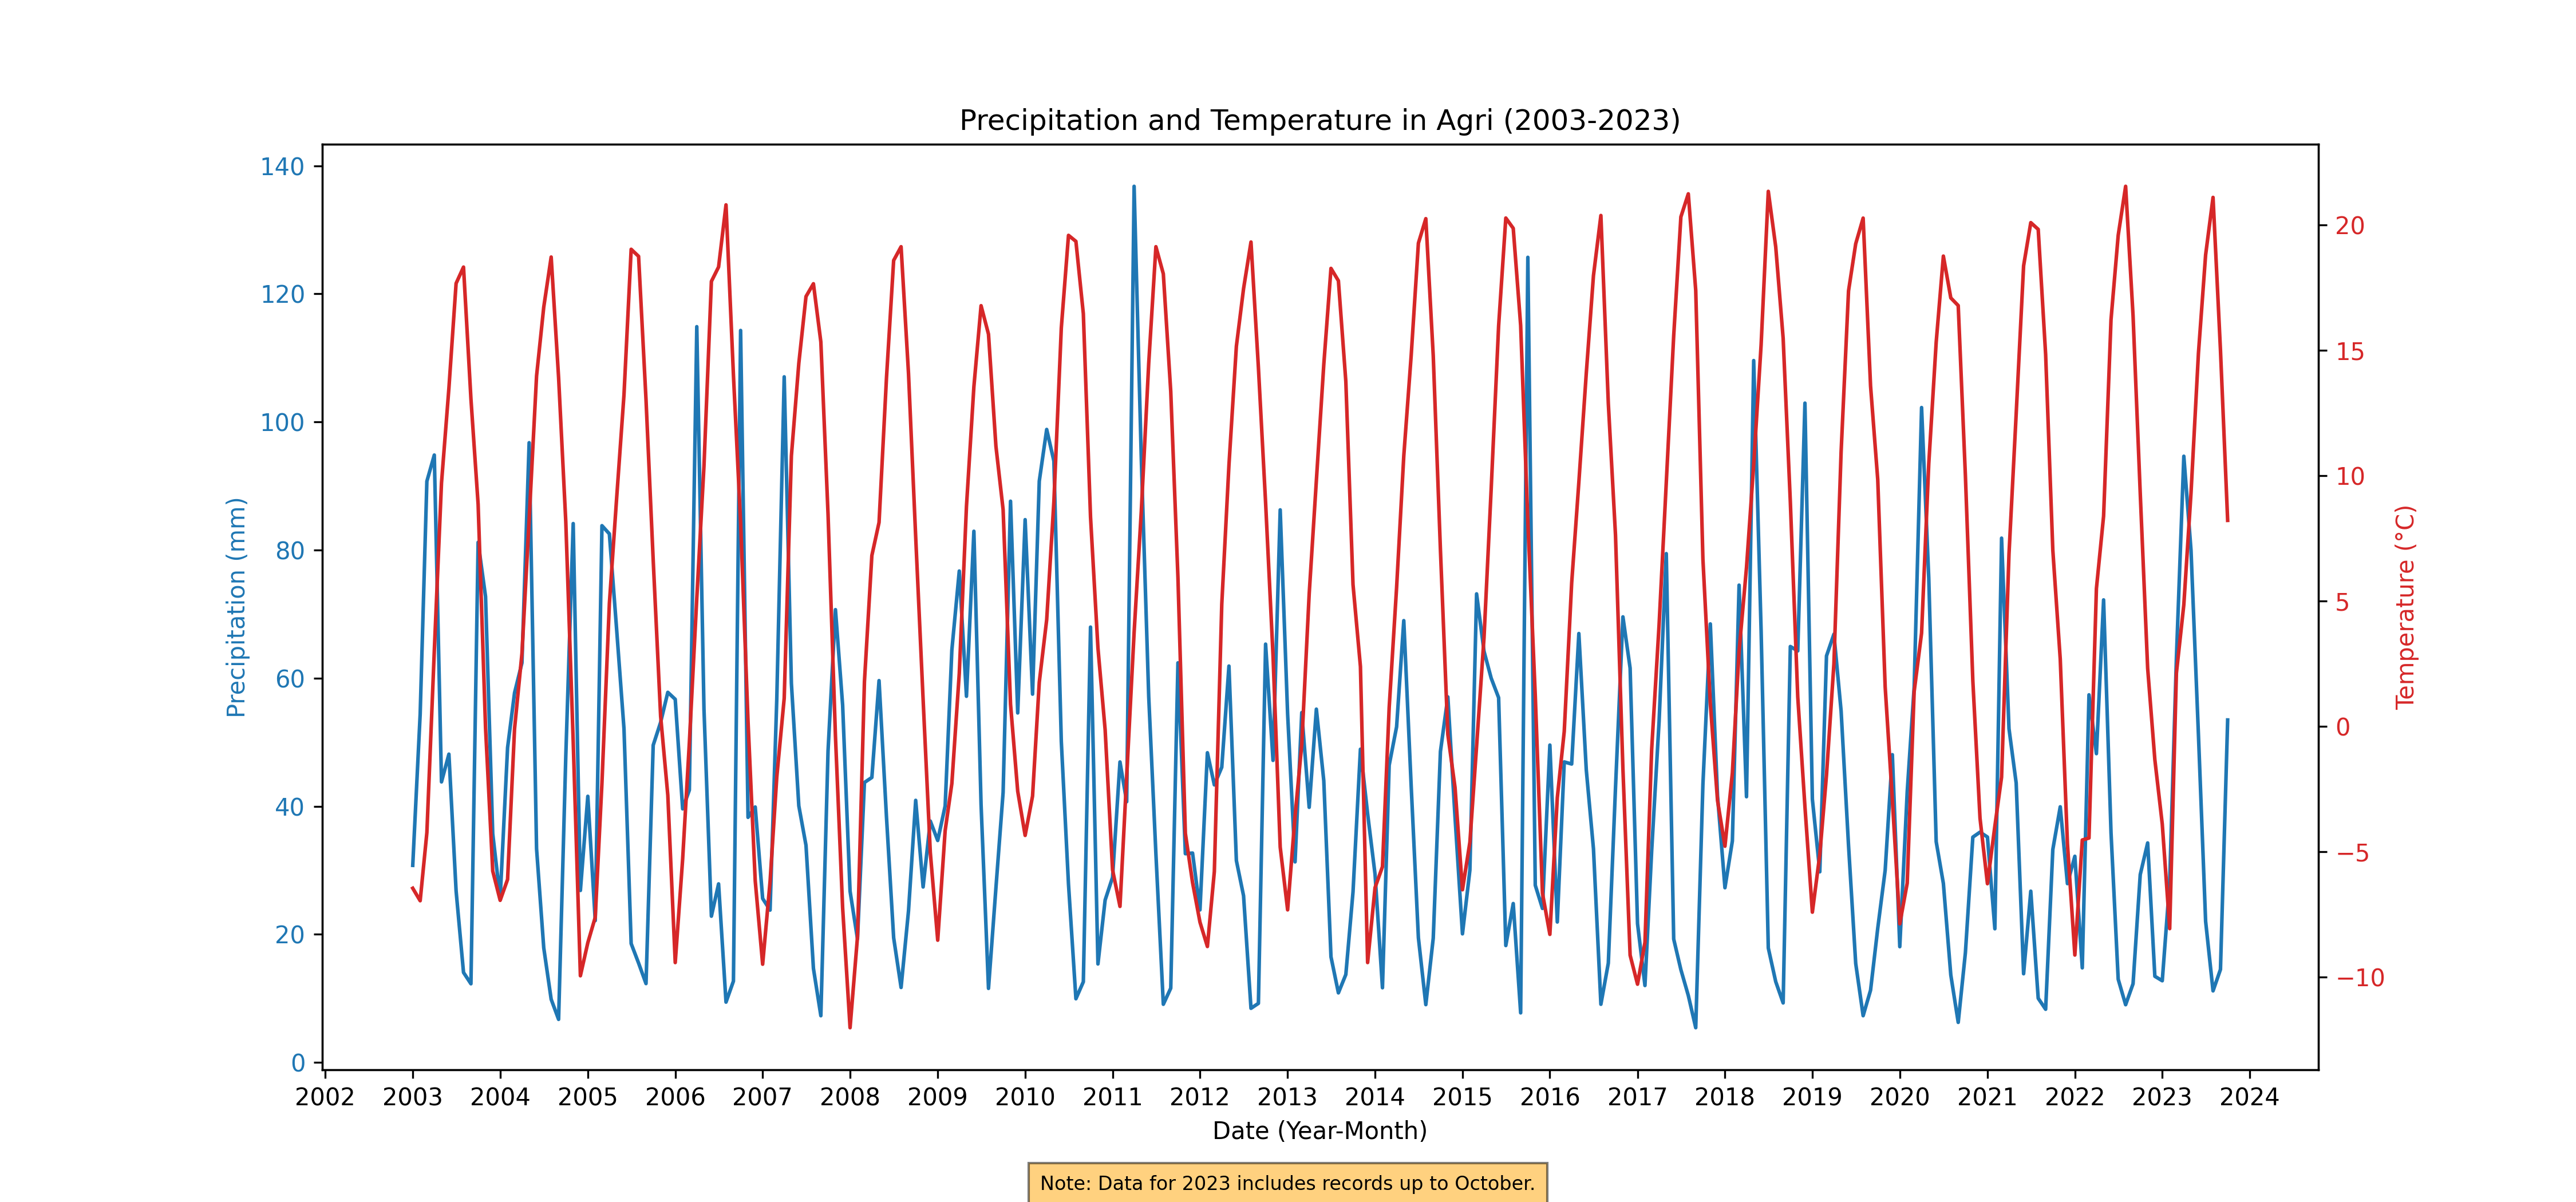 Precipitation and Temperature in Agri (2003-2023)
140
120
100
80
60
40
20
0
Precipitation (mm)
20
15
10
5
0
−5
−10
Temperature (°C)
2002 2003 2004 2005 2006 2007 2008 2009 2010 2011 2012 2013 2014 2015 2016 2017 2018 2019 2020 2021 2022 2023 2024
Date (Year-Month)
Note: Data for 2023 includes records up to October.